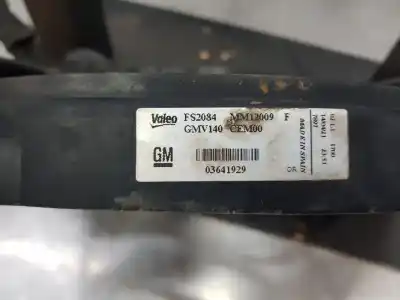 Valeo FS2084 MM13009 F
GMV140 CEM00
GM
03641929
MADE IN SPAIN